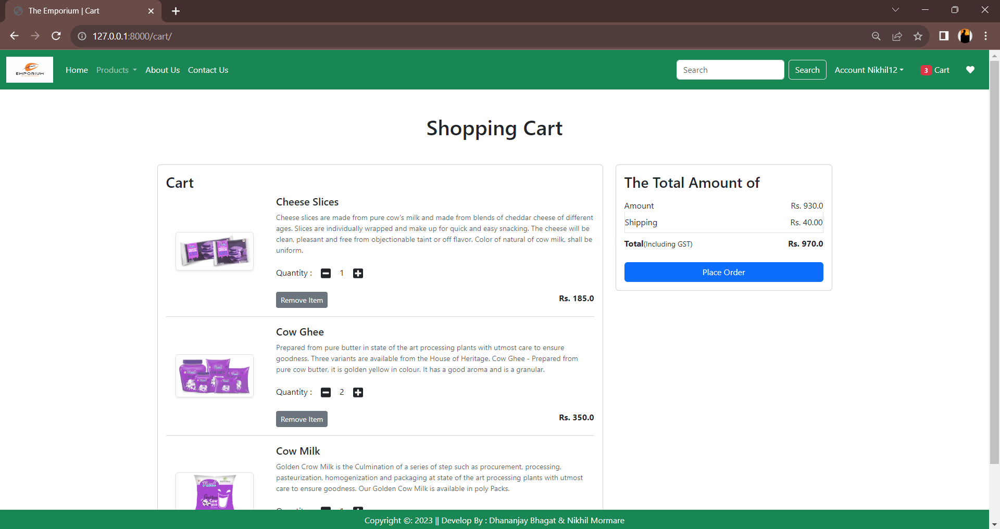 The Emporium | Cart
127.0.0.1:8000/cart/
EMPORIUM
Home Products About Us Contact Us
Search Search Account Nikhil12 3 Cart
Shopping Cart
Cart
Cheese Slices
Cheese slices are made from pure cow's milk and made from blends of cheddar cheese of different
ages. Slices are individually wrapped and make up for quick and easy snacking. The cheese will be
clean, pleasant and free from objectionable taint or off flavor. Color of natural of cow milk, shall be
uniform.
Neel
CHEESE
Quantity : 1
Remove Item Rs. 185.0
Cow Ghee
Prepared from pure butter in state of the art processing plants with utmost care to ensure
goodness. Three variants are available from the House of Heritage. Cow Ghee - Prepared from
pure cow butter, it is golden yellow in colour. It has a good aroma and is a granular.
Neel
COW GHEE
Quantity : 2
Remove Item Rs. 350.0
Cow Milk
Golden Crow Milk is the Culmination of a series of step such as procurement, processing,
pasteurization, homogenization and packaging at state of the art processing plants with utmost
care to ensure goodness. Our Golden Cow Milk is available in poly Packs.
Neel
Golden
Cow
Milk
The Total Amount of
Amount Rs. 930.0
Shipping Rs. 40.00
Total(Including GST) Rs. 970.0
Place Order
Copyright ©: 2023 || Develop By : Dhananjay Bhagat & Nikhil Mormare